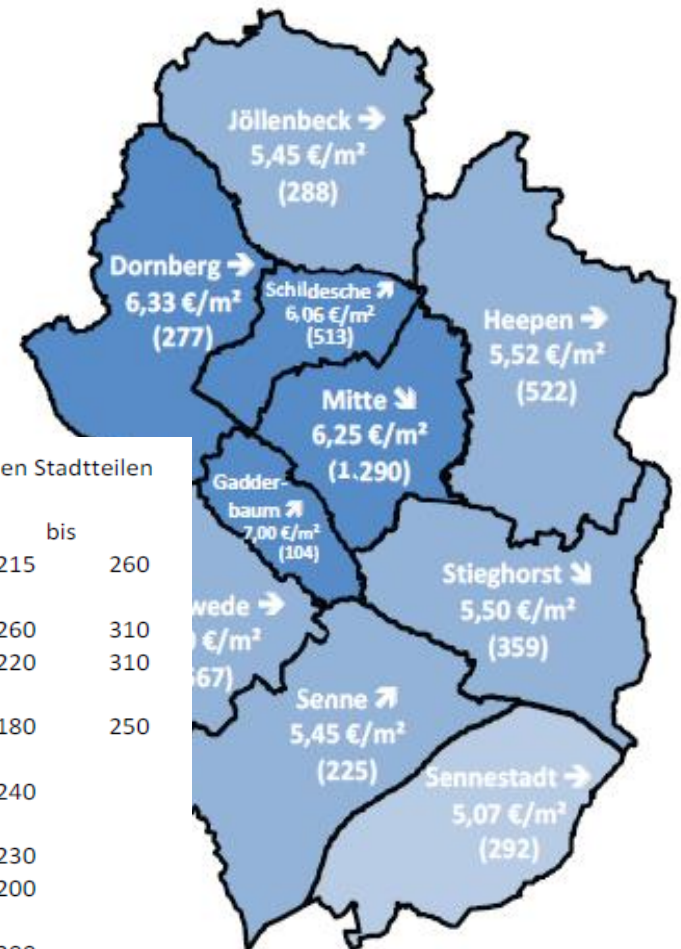 Jöllenbeck →
5,45 €/m²
(288)
Dornberg →
6,33 €/m²
(277)
Schildesche ↗
6,06 €/m²
(513)
Heepen →
5,52 €/m²
(522)
Mitte ↘
6,25 €/m²
(1.290)
Gadder-
baum ↗
7,00 €/m²
(104)
Stieghorst ↘
5,50 €/m²
(359)
wede →
€/m²
67)
Senne ↗
5,45 €/m²
(225)
Sennestadt →
5,07 €/m²
(292)
en Stadtteilen
bis
215 260
260 310
220 310
180 250
240
230
200